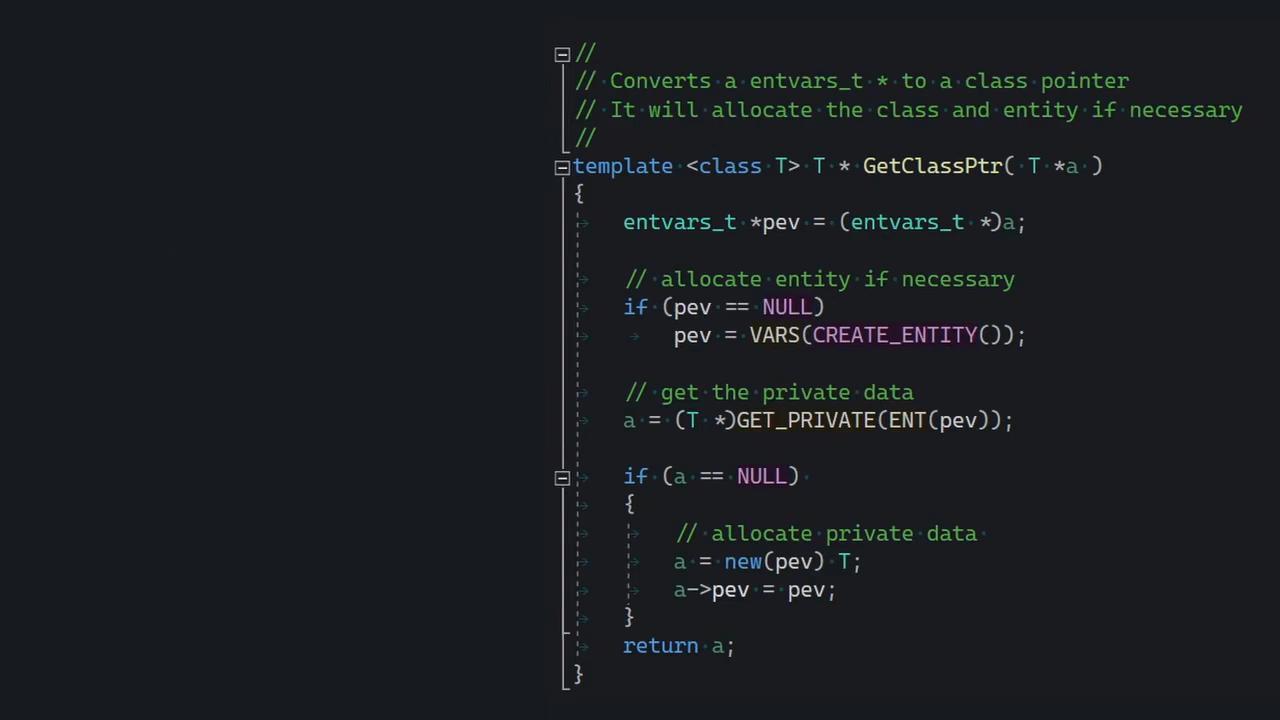 //
// Converts a entvars_t * to a class pointer
// It will allocate the class and entity if necessary
//
template <class T> T * GetClassPtr( T *a )
{
entvars_t *pev = (entvars_t *)a;
// allocate entity if necessary
if (pev == NULL)
pev = VARS(CREATE_ENTITY());
// get the private data
a = (T *)GET_PRIVATE(ENT(pev));
if (a == NULL)
{
// allocate private data
a = new(pev) T;
a->pev = pev;
}
return a;
}